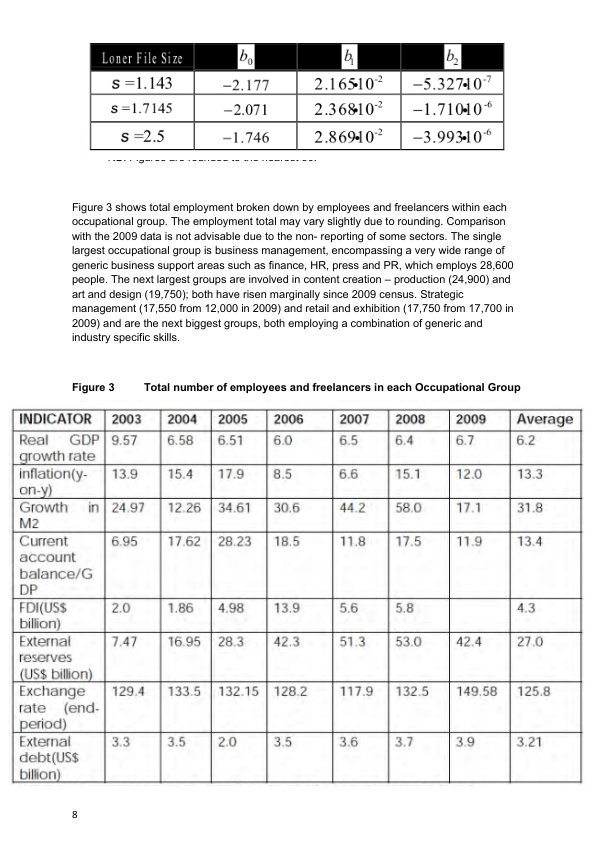 Loner File Size b0 b1 b2
s =1.143 −2.177 2.165•10-2 −5.327•10-7
s =1.7145 −2.071 2.368•10-2 −1.710•10-6
s =2.5 −1.746 2.869•10-2 −3.993•10-6
Figure 3 shows total employment broken down by employees and freelancers within each
occupational group. The employment total may vary slightly due to rounding. Comparison
with the 2009 data is not advisable due to the non- reporting of some sectors. The single
largest occupational group is business management, encompassing a very wide range of
generic business support areas such as finance, HR, press and PR, which employs 28,600
people. The next largest groups are involved in content creation – production (24,900) and
art and design (19,750); both have risen marginally since 2009 census. Strategic
management (17,550 from 12,000 in 2009) and retail and exhibition (17,750 from 17,700 in
2009) and are the next biggest groups, both employing a combination of generic and
industry specific skills.
Figure 3 Total number of employees and freelancers in each Occupational Group
INDICATOR 2003 2004 2005 2006 2007 2008 2009 Average
Real GDP 9.57 6.58 6.51 6.0 6.5 6.4 6.7 6.2
growth rate
inflation(y- 13.9 15.4 17.9 8.5 6.6 15.1 12.0 13.3
on-y)
Growth in 24.97 12.26 34.61 30.6 44.2 58.0 17.1 31.8
M2
Current 6.95 17.62 28.23 18.5 11.8 17.5 11.9 13.4
account
balance/G
DP
FDI(US$ 2.0 1.86 4.98 13.9 5.6 5.8 4.3
billion)
External 7.47 16.95 28.3 42.3 51.3 53.0 42.4 27.0
reserves
(US$ billion)
Exchange 129.4 133.5 132.15 128.2 117.9 132.5 149.58 125.8
rate (end-
period)
External 3.3 3.5 2.0 3.5 3.6 3.7 3.9 3.21
debt(US$
billion)
8